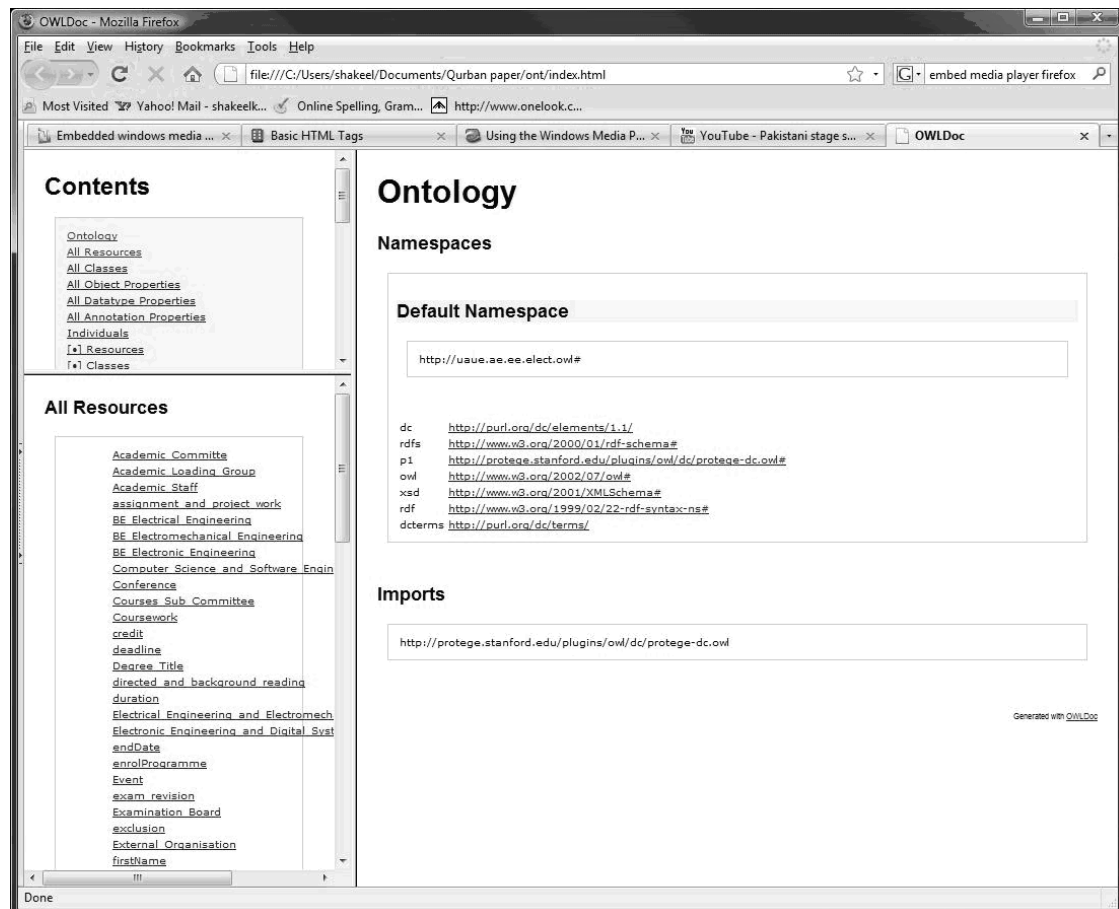 OWLDoc - Mozilla Firefox
File Edit View History Bookmarks Tools Help
file:///C:/Users/shakeel/Documents/Qurban paper/ont/index.html
G embed media player firefox
Most Visited Yahoo! Mail - shakeelk... Online Spelling, Gram... http://www.onelook.c...
Embedded windows media ... Basic HTML Tags Using the Windows Media P... YouTube - Pakistani stage s... OWLDoc
Contents
Ontology
All Resources
All Classes
All Object Properties
All Datatype Properties
All Annotation Properties
Individuals
[•] Resources
[•] Classes
All Resources
Academic Committe
Academic Loading Group
Academic Staff
assignment and project work
BE Electrical Engineering
BE Electromechanical Engineering
BE Electronic Engineering
Computer Science and Software Engin
Conference
Courses Sub Committee
Coursework
credit
deadline
Degree Title
directed and background reading
duration
Electrical Engineering and Electromech
Electronic Engineering and Digital Syst
endDate
enrolProgramme
Event
exam revision
Examination Board
exclusion
External Organisation
firstName
Ontology
Namespaces
Default Namespace
http://uaue.ae.ee.elect.owl#
dc http://purl.org/dc/elements/1.1/
rdfs http://www.w3.org/2000/01/rdf-schema#
p1 http://protege.stanford.edu/plugins/owl/dc/protege-dc.owl#
owl http://www.w3.org/2002/07/owl#
xsd http://www.w3.org/2001/XMLSchema#
rdf http://www.w3.org/1999/02/22-rdf-syntax-ns#
dcterms http://purl.org/dc/terms/
Imports
http://protege.stanford.edu/plugins/owl/dc/protege-dc.owl
Generated with OWLDoc
Done